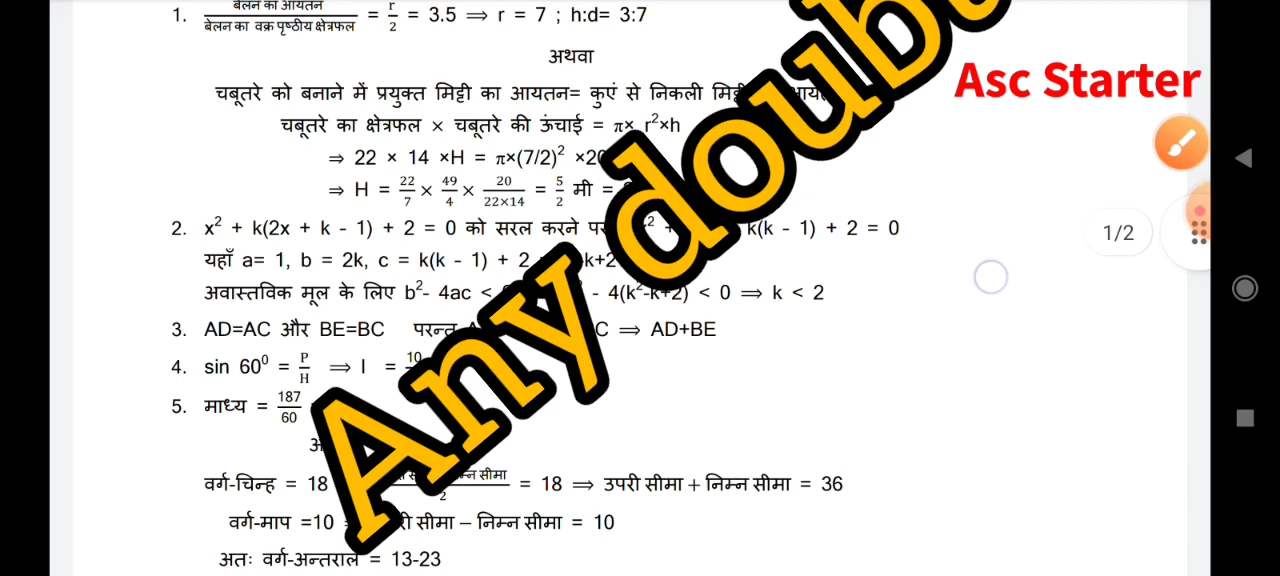 1. बेलन का आयतन / बेलन का वक्र पृष्ठीय क्षेत्रफल = r/2 = 3.5 ⟹ r = 7 ; h:d= 3:7
अथवा
Asc Starter
चबूतरे को बनाने में प्रयुक्त मिट्टी का आयतन= कुएं से निकली
चबूतरे का क्षेत्रफल × चबूतरे की ऊंचाई = π× r²×h
⇒ 22 × 14 ×H = π×(7/2)² ×20
⇒ H = 22/7 × 49/4 × 20/22×14 = 5/2 मी =
2. x² + k(2x + k - 1) + 2 = 0 को सरल करने पर k(k - 1) + 2 = 0
1/2
यहाँ a= 1, b = 2k, c = k(k - 1) + 2 k+2
अवास्तविक मूल के लिए b²- 4ac < - 4(k²-k+2) < 0 ⟹ k < 2
3. AD=AC और BE=BC C ⟹ AD+BE
4. sin 60⁰ = P/H ⟹ l = 10
5. माध्य = 187/60
वर्ग-चिन्ह = 18 सीमा / 2 = 18 ⟹ उपरी सीमा + निम्न सीमा = 36
वर्ग-माप =10 सीमा – निम्न सीमा = 10
अतः वर्ग-अन्तराल = 13-23
Any doubt